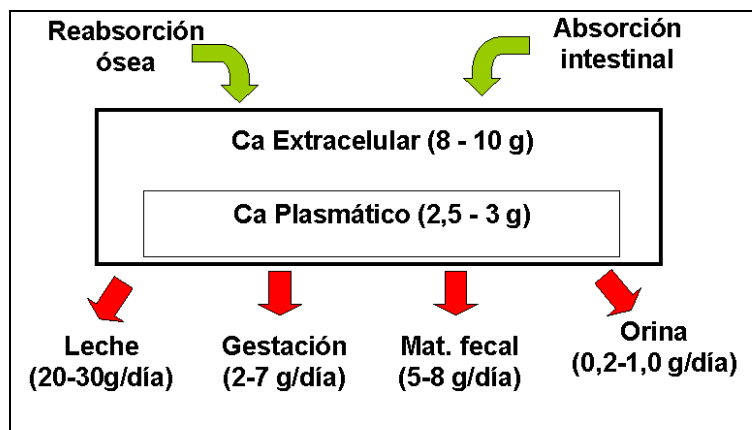 Reabsorción
ósea
Absorción
intestinal
Ca Extracelular (8 - 10 g)
Ca Plasmático (2,5 - 3 g)
Leche
(20-30g/día)
Gestación
(2-7 g/día)
Mat. fecal
(5-8 g/día)
Orina
(0,2-1,0 g/día)